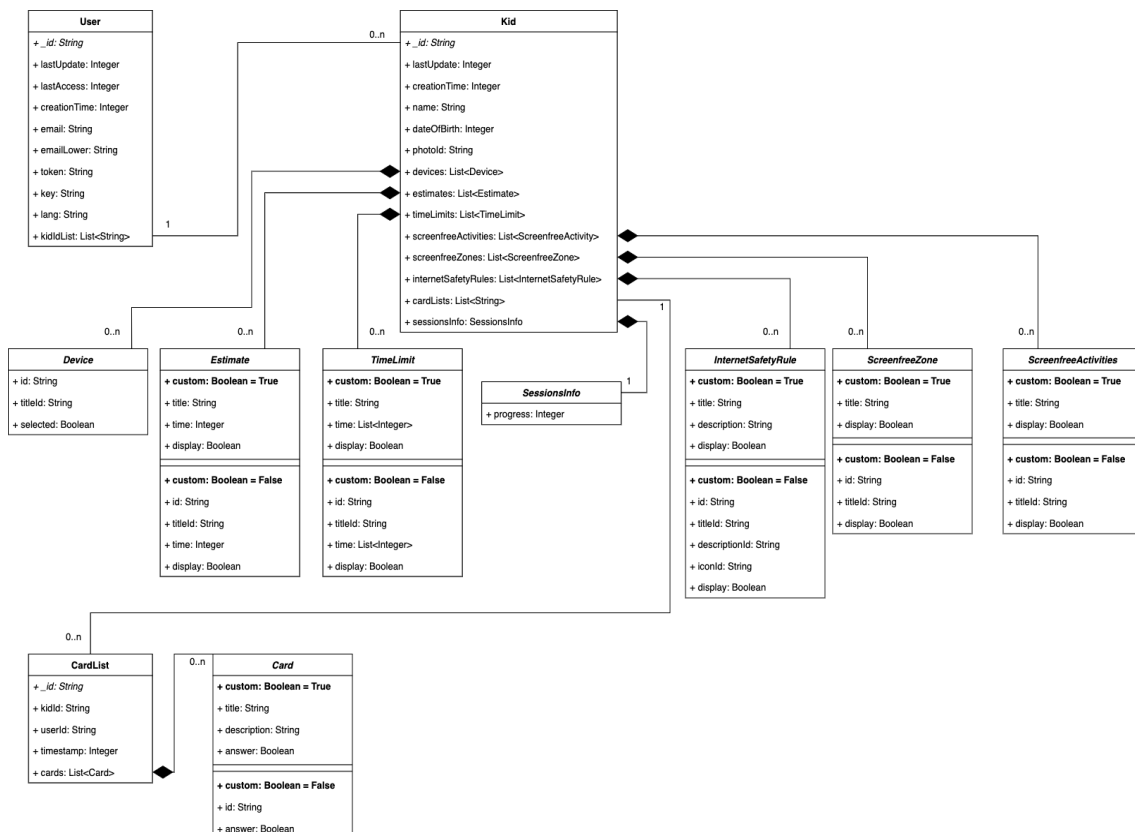 User
+ _id: String
+ lastUpdate: Integer
+ lastAccess: Integer
+ creationTime: Integer
+ email: String
+ emailLower: String
+ token: String
+ key: String
+ lang: String
+ kidIdList: List<String>
1
0..n
Kid
+ _id: String
+ lastUpdate: Integer
+ creationTime: Integer
+ name: String
+ dateOfBirth: Integer
+ photoId: String
+ devices: List<Device>
+ estimates: List<Estimate>
+ timeLimits: List<TimeLimit>
+ screenfreeActivities: List<ScreenfreeActivity>
+ screenfreeZones: List<ScreenfreeZone>
+ internetSafetyRules: List<InternetSafetyRule>
+ cardLists: List<String>
+ sessionsInfo: SessionsInfo
1
0..n
Device
+ id: String
+ titleId: String
+ selected: Boolean
0..n
Estimate
+ custom: Boolean = True
+ title: String
+ time: Integer
+ display: Boolean
+ custom: Boolean = False
+ id: String
+ titleId: String
+ time: Integer
+ display: Boolean
0..n
TimeLimit
+ custom: Boolean = True
+ title: String
+ time: List<Integer>
+ display: Boolean
+ custom: Boolean = False
+ id: String
+ titleId: String
+ time: List<Integer>
+ display: Boolean
1
SessionsInfo
+ progress: Integer
0..n
InternetSafetyRule
+ custom: Boolean = True
+ title: String
+ description: String
+ display: Boolean
+ custom: Boolean = False
+ id: String
+ titleId: String
+ descriptionId: String
+ iconId: String
+ display: Boolean
0..n
ScreenfreeZone
+ custom: Boolean = True
+ title: String
+ display: Boolean
+ custom: Boolean = False
+ id: String
+ titleId: String
+ display: Boolean
0..n
ScreenfreeActivities
+ custom: Boolean = True
+ title: String
+ display: Boolean
+ custom: Boolean = False
+ id: String
+ titleId: String
+ display: Boolean
0..n
CardList
+ _id: String
+ kidId: String
+ userId: String
+ timestamp: Integer
+ cards: List<Card>
0..n
Card
+ custom: Boolean = True
+ title: String
+ description: String
+ answer: Boolean
+ custom: Boolean = False
+ id: String
+ answer: Boolean